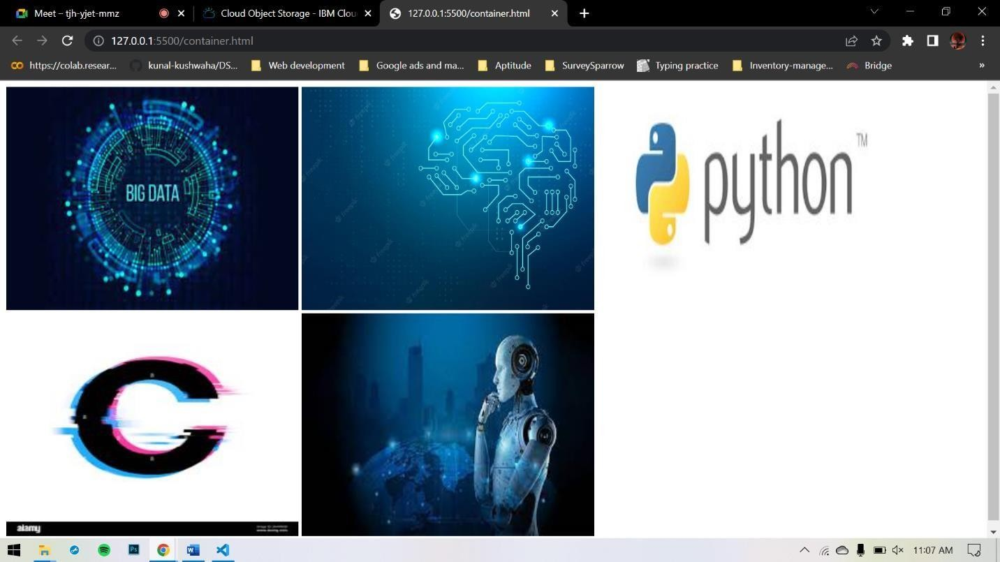 Meet – tjh-yjet-mmz
Cloud Object Storage - IBM Clou
127.0.0.1:5500/container.html
127.0.0.1:5500/container.html
https://colab.resear...
kunal-kushwaha/DS...
Web development
Google ads and ma...
Aptitude
SurveySparrow
Typing practice
Inventory-manage...
Bridge
»
BIG DATA
freepik
python
TM
alamy
11:07 AM